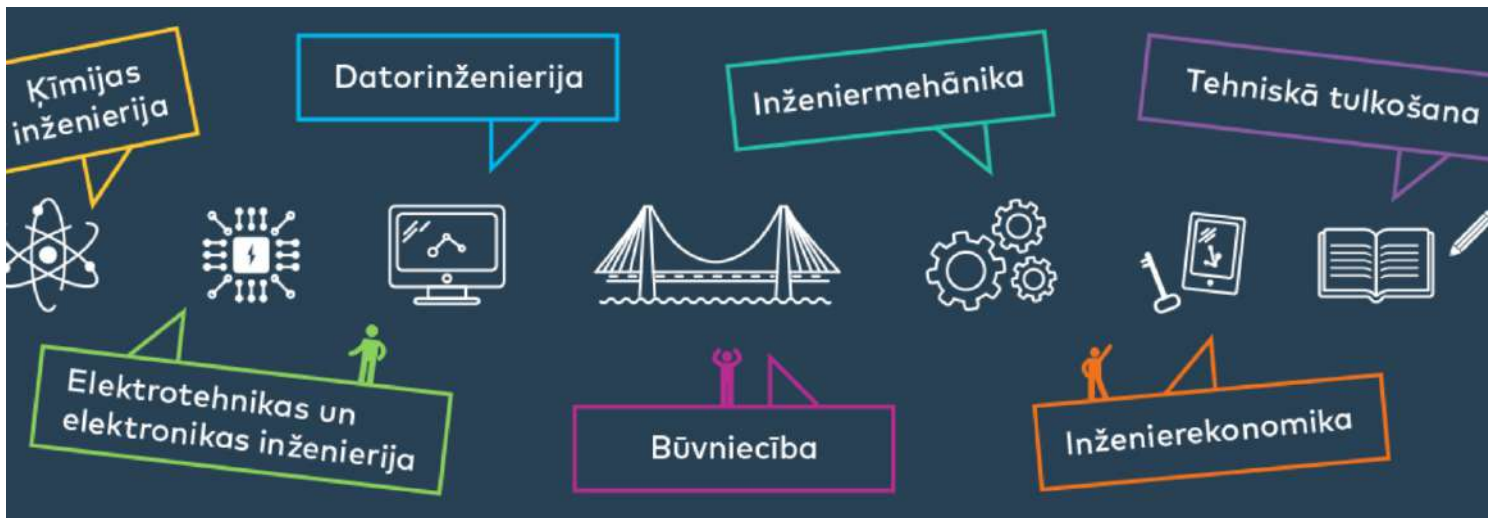 Ķīmijas
inženierija
Datorinženierija
Inženiermehānika
Tehniskā tulkošana
Elektrotehnikas un
elektronikas inženierija
Būvniecība
Inženierekonomika